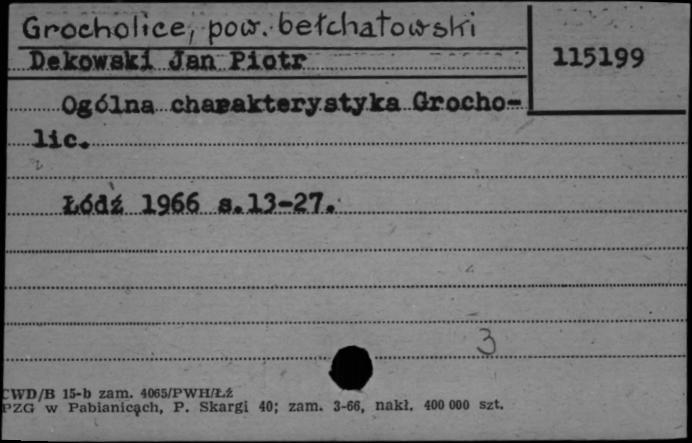 Grocholice, pow. bełchatowski
Dekowski Jan Piotr
115199
Ogólna charakterystyka Grocho-
lic.
Łódź 1966 s.13-27.
3
CWD/B 15-b zam. 4065/PWH/Łź
PZG w Pabianicach, P. Skargi 40; zam. 3-66, nakł. 400 000 szt.